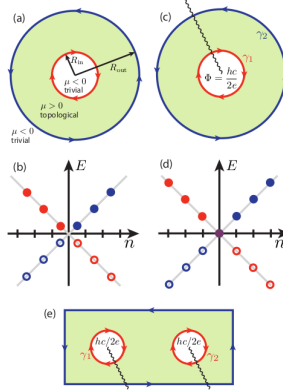 (a)
R_in
R_out
μ < 0
trivial
μ > 0
topological
μ < 0
trivial
(c)
γ₂
γ₁
Φ = hc/2e
(b)
E
n
(d)
E
n
(e)
hc/2e
hc/2e
γ₁
γ₂